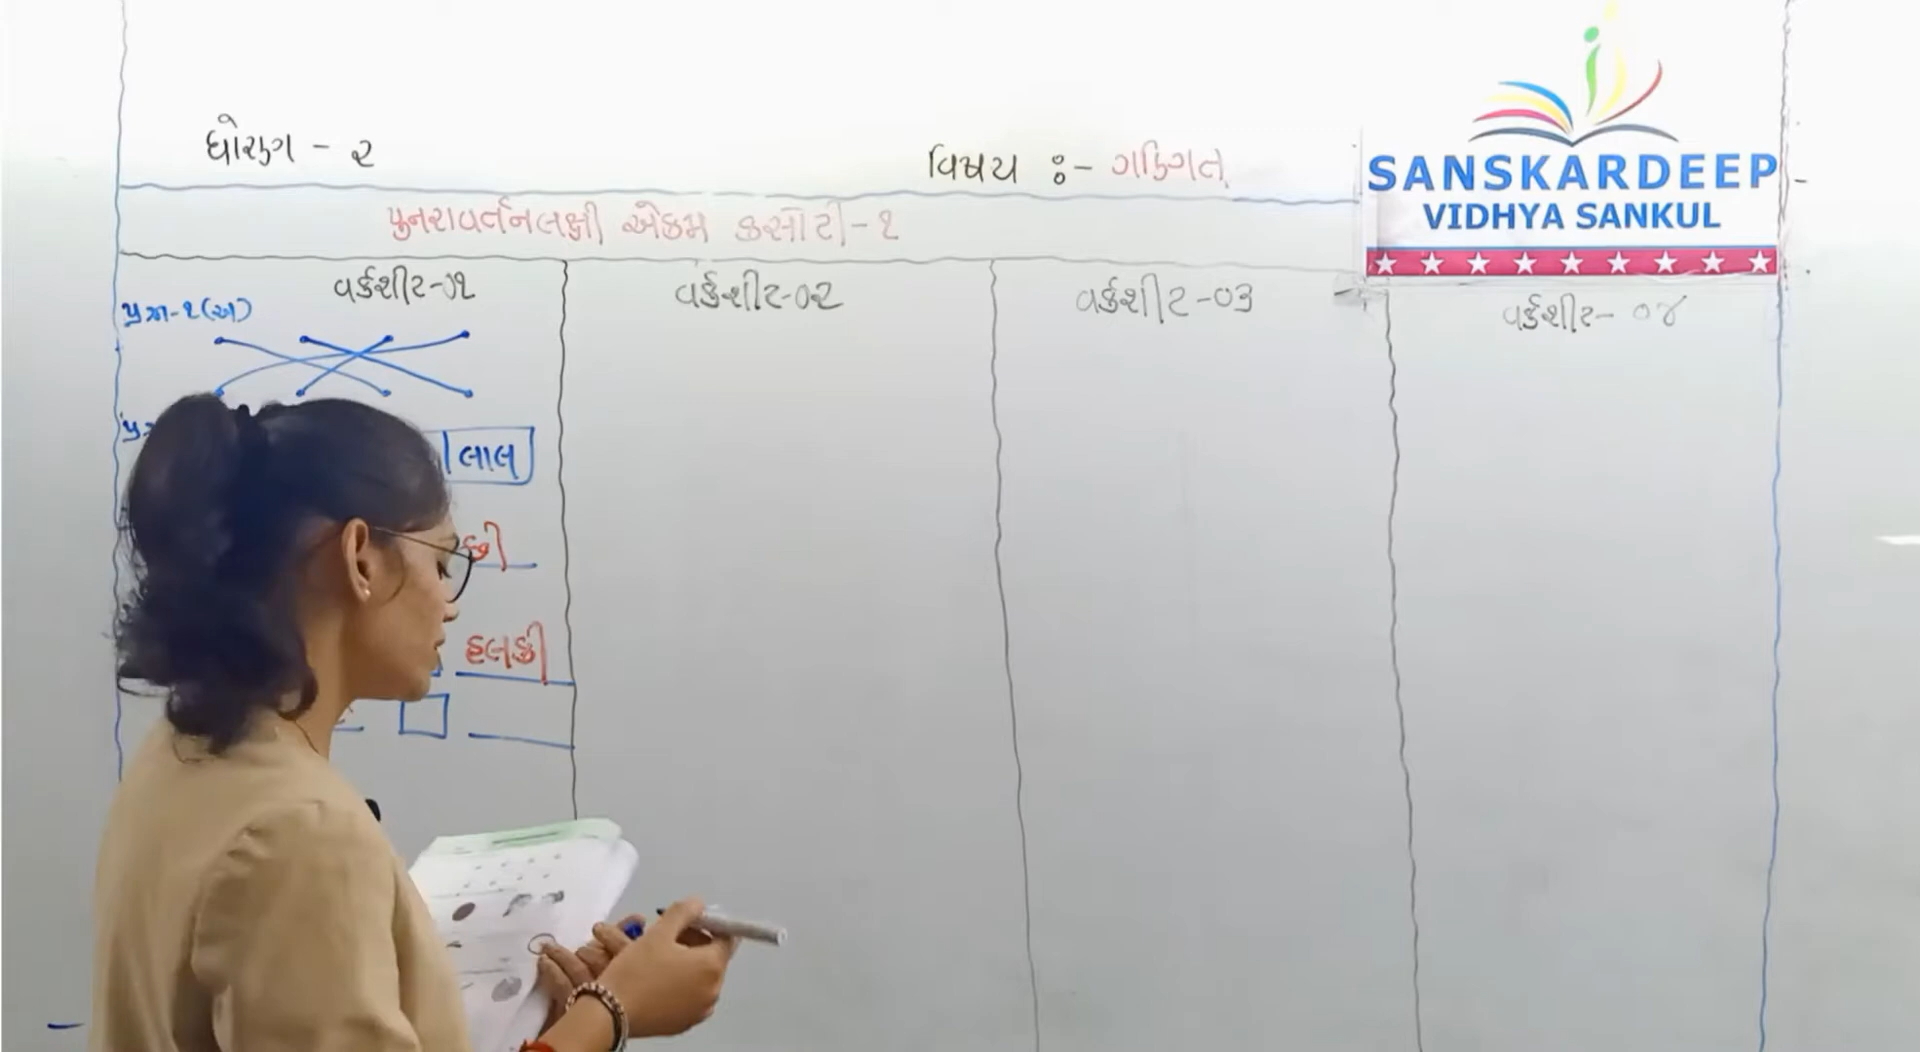 ધોરણ - ૨
વિષય :- ગણિત
SANSKARDEEP
VIDHYA SANKUL
પુનરાવર્તનલક્ષી એકમ કસોટી-૧
વર્કશીટ-૦૧
વર્કશીટ-૦૨
વર્કશીટ-૦૩
વર્કશીટ-૦૪
પ્રશ્ન-૧(અ)
લાલ
હલકી